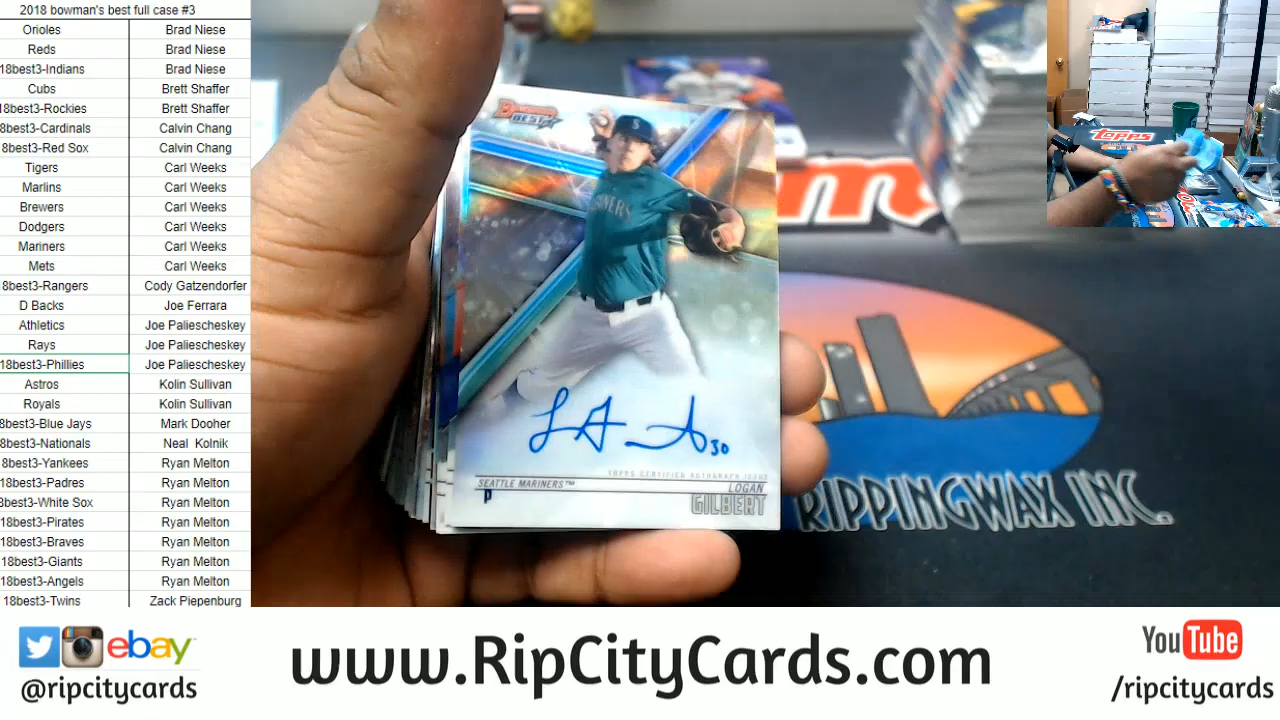 2018 bowman's best full case #3
Orioles Brad Niese
Reds Brad Niese
18best3-Indians Brad Niese
Cubs Brett Shaffer
18best3-Rockies Brett Shaffer
8best3-Cardinals Calvin Chang
8best3-Red Sox Calvin Chang
Tigers Carl Weeks
Marlins Carl Weeks
Brewers Carl Weeks
Dodgers Carl Weeks
Mariners Carl Weeks
Mets Carl Weeks
8best3-Rangers Cody Gatzendorfer
D Backs Joe Ferrara
Athletics Joe Paliescheskey
Rays Joe Paliescheskey
18best3-Phillies Joe Paliescheskey
Astros Kolin Sullivan
Royals Kolin Sullivan
8best3-Blue Jays Mark Dooher
8best3-Nationals Neal Kolnik
8best3-Yankees Ryan Melton
18best3-Padres Ryan Melton
8best3-White Sox Ryan Melton
18best3-Pirates Ryan Melton
18best3-Braves Ryan Melton
18best3-Giants Ryan Melton
18best3-Angels Ryan Melton
18best3-Twins Zack Piepenburg
BOWMAN'S
BEST
S
MARINERS
30
TOPPS CERTIFIED AUTOGRAPH ISSUE
SEATTLE MARINERS™
LOGAN
P
GILBERT
TOPPS
RIPPINGWAX INC.
ebay
@ripcitycards
www.RipCityCards.com
YouTube
/ripcitycards